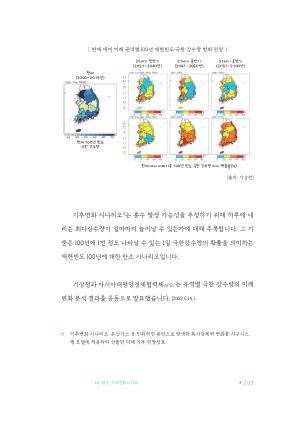 | 현재 대비 미래 권역별 100년 재현빈도 극한 강수량 변화 전망 |
현재
(2000~2019년)
21세기 전반기
(2021~2040년)
21세기 중반기
(2041~2060년)
21세기 후반기
(2081~2100년)
100년 재현빈도
극한 강수량
(출처: 기상청)
기후변화 시나리오는 홍수 발생 가능성을 추정하기 위해 하루에 내
리는 최다강수량이 얼마까지 늘어날 수 있는가에 대해 주목합니다. 그 기
준은 100년에 1번 정도 나타날 수 있는 1일 극한강수량의 확률을 의미하는
재현빈도 100년에 대한 탄소 시나리오입니다.
기상청과 아시아태평양경제협력체는 유역별 극한 강수량의 미래
변화 분석 결과를 공동으로 발표했습니다. (2022.6.14.)
기후변화 시나리오: 온실가스 등 인위적인 원인으로 발생한 복사강제력 변화를 지구시스
템 모델에 적용하여 산출한 미래 기후 전망정보
203